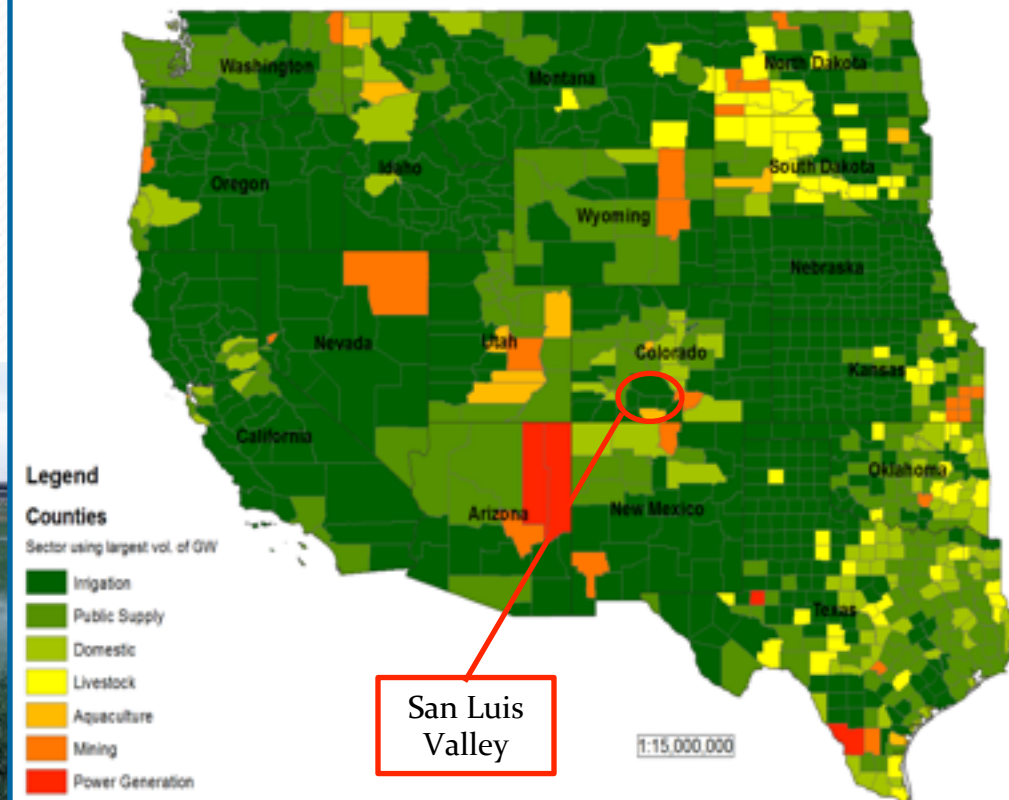 Washington
Montana
North Dakota
Oregon
Idaho
South Dakota
Wyoming
Nebraska
Nevada
Utah
Colorado
Kansas
California
Oklahoma
Arizona
New Mexico
Texas
Legend
Counties
Sector using largest vol. of GW
Irrigation
Public Supply
Domestic
Livestock
Aquaculture
Mining
Power Generation
San Luis
Valley
1:15,000,000